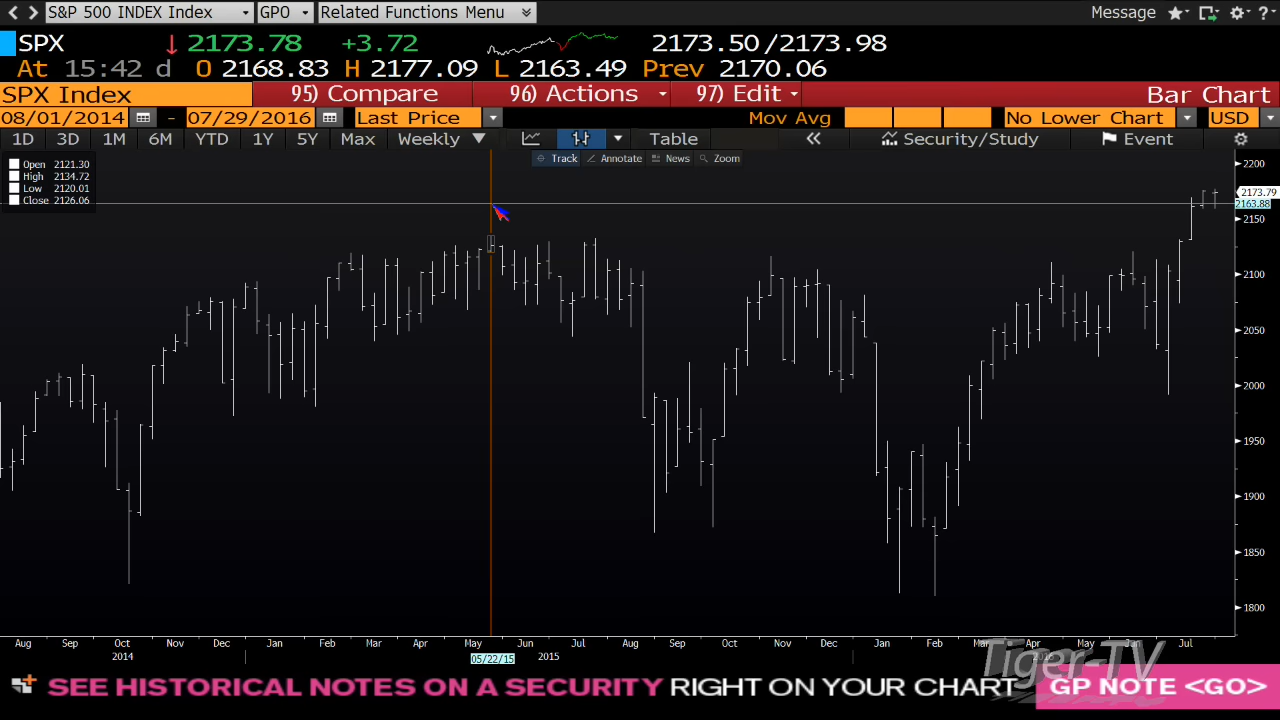 S&P 500 INDEX Index GPO Related Functions Menu Message ?
SPX 2173.78 +3.72 2173.50/2173.98
At 15:42 d O 2168.83 H 2177.09 L 2163.49 Prev 2170.06
SPX Index 95) Compare 96) Actions 97) Edit Bar Chart
08/01/2014 - 07/29/2016 Last Price Mov Avg No Lower Chart USD
1D 3D 1M 6M YTD 1Y 5Y Max Weekly Table Security/Study Event
Track Annotate News Zoom
Open 2121.30
High 2134.72
Low 2120.01
Close 2126.06
2200
2173.79
2163.88
2150
2100
2050
2000
1950
1900
1850
1800
Aug Sep Oct Nov Dec Jan Feb Mar Apr May Jun Jul Aug Sep Oct Nov Dec Jan Feb Mar Apr May Jun Jul
2014 05/22/15 2015 2016
Tiger-TV
SEE HISTORICAL NOTES ON A SECURITY RIGHT ON YOUR CHART GP NOTE <GO>